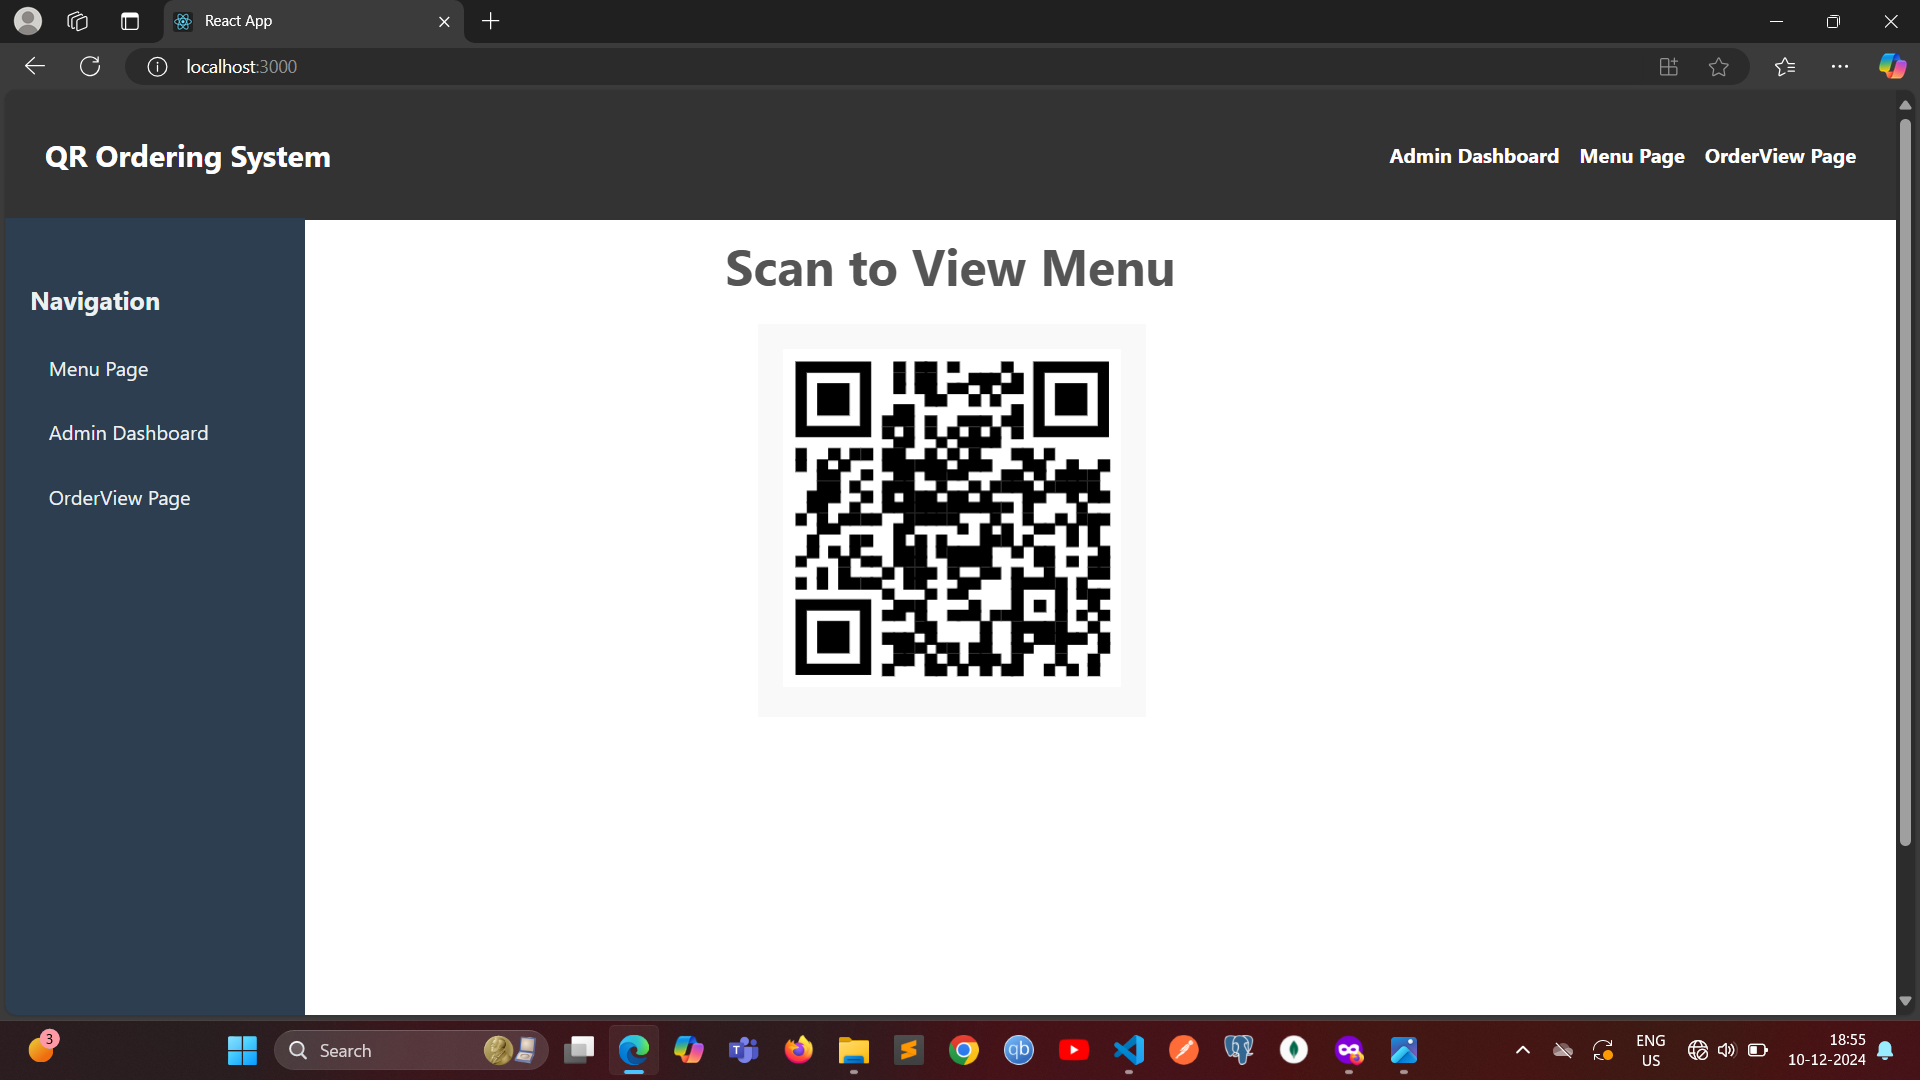 React App
localhost:3000
QR Ordering System
Admin Dashboard Menu Page OrderView Page
Scan to View Menu
Navigation
Menu Page
Admin Dashboard
OrderView Page
3
Search
T
qb
ENG
US
18:55
10-12-2024